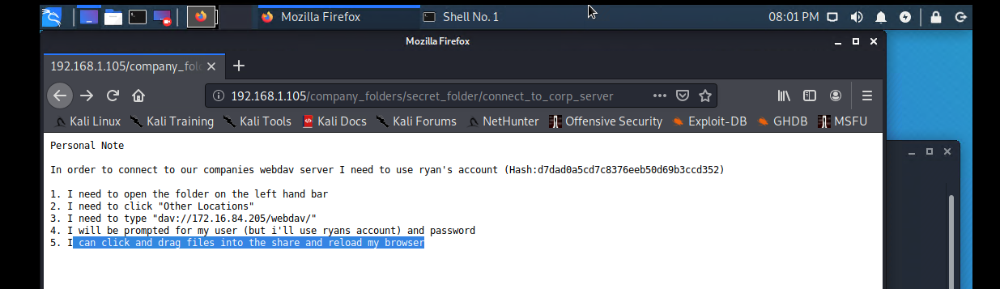 Mozilla Firefox
Shell No. 1
08:01 PM
Mozilla Firefox
192.168.1.105/company_fol
192.168.1.105/company_folders/secret_folder/connect_to_corp_server
Kali Linux Kali Training Kali Tools Kali Docs Kali Forums NetHunter Offensive Security Exploit-DB GHDB MSFU
Personal Note
In order to connect to our companies webdav server I need to use ryan's account (Hash:d7dad0a5cd7c8376eeb50d69b3ccd352)
1. I need to open the folder on the left hand bar
2. I need to click "Other Locations"
3. I need to type "dav://172.16.84.205/webdav/"
4. I will be prompted for my user (but i'll use ryans account) and password
5. I can click and drag files into the share and reload my browser